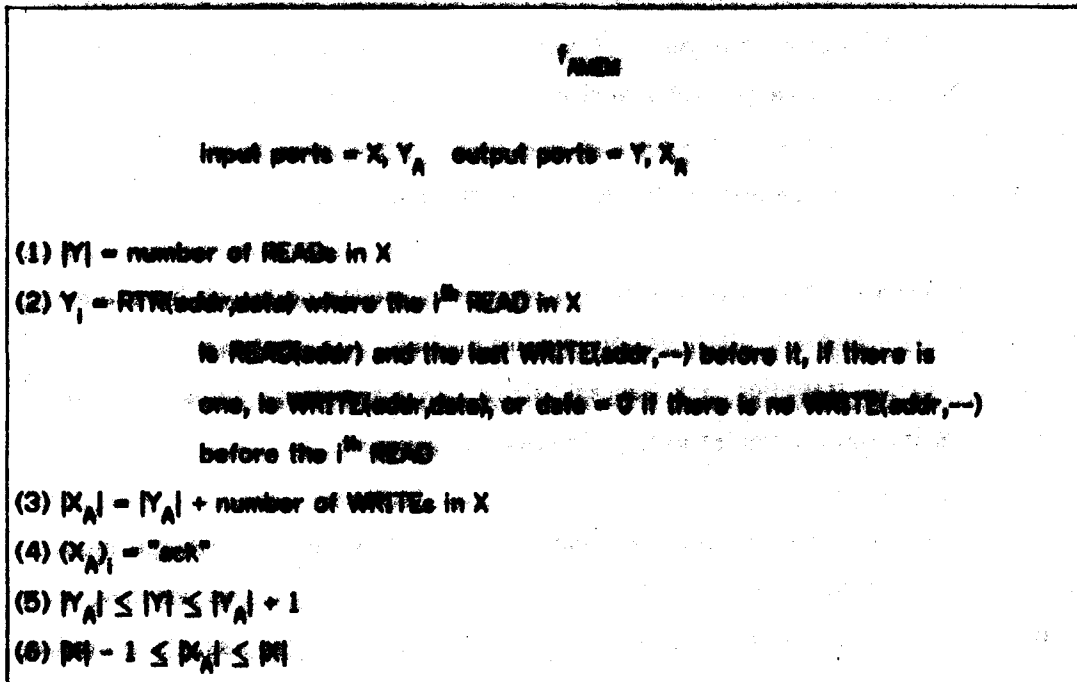 f_AMEM
input ports = X, Y_A output ports = Y, X_A
(1) |Y| = number of READs in X
(2) Y_i = RTR(addr,data) where the i^th READ in X
is READ(addr) and the last WRITE(addr,--) before it, if there is
one, is WRITE(addr,data), or data = 0 if there is no WRITE(addr,--)
before the i^th READ
(3) |X_A| = |Y_A| + number of WRITEs in X
(4) (X_A)_i = "ack"
(5) |Y_A| ≤ |Y| ≤ |Y_A| + 1
(6) |X| - 1 ≤ |X_A| ≤ |X|